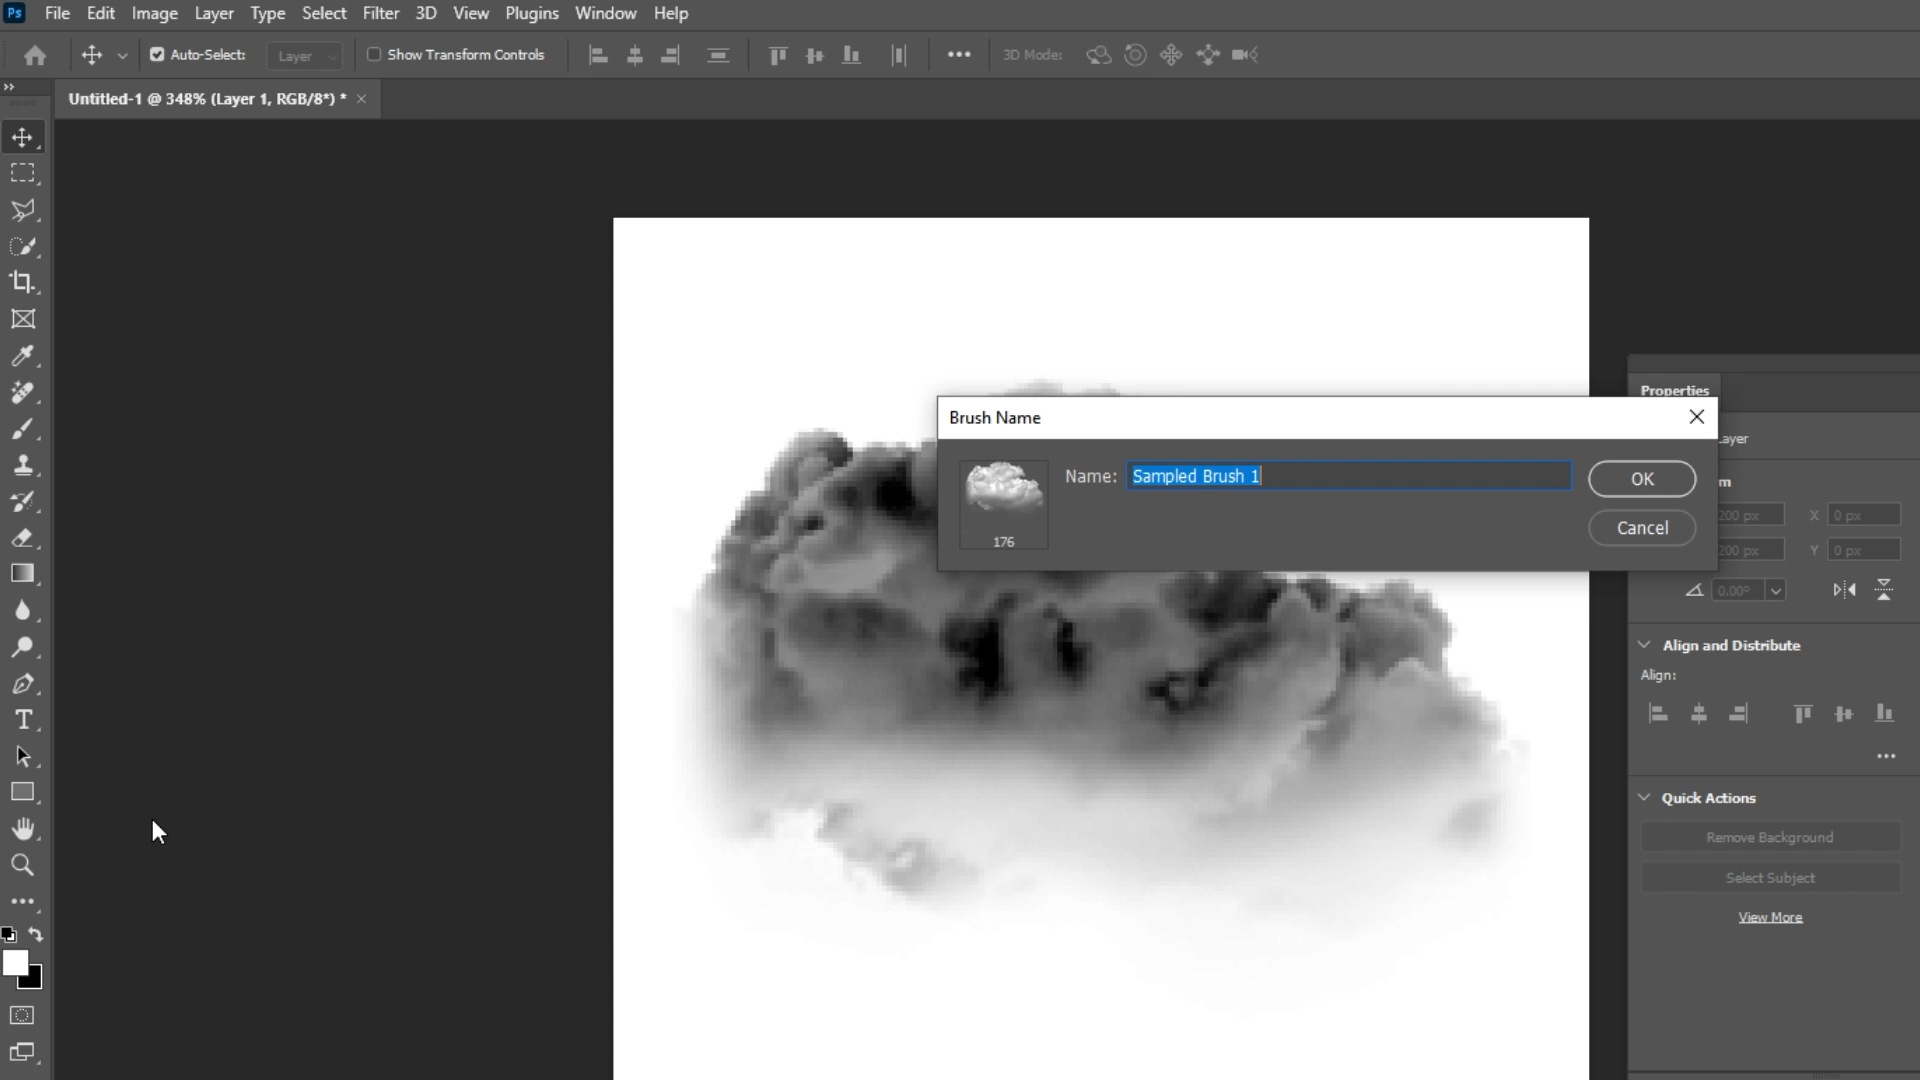 Ps File Edit Image Layer Type Select Filter 3D View Plugins Window Help
Auto-Select: Layer Show Transform Controls 3D Mode:
Untitled-1 @ 348% (Layer 1, RGB/8*) *
Properties
Brush Name
Layer
Name: Sampled Brush 1 OK
176
Cancel
m
200 px X 0 px
200 px Y 0 px
0.00°
Align and Distribute
Align:
Quick Actions
Remove Background
Select Subject
View More